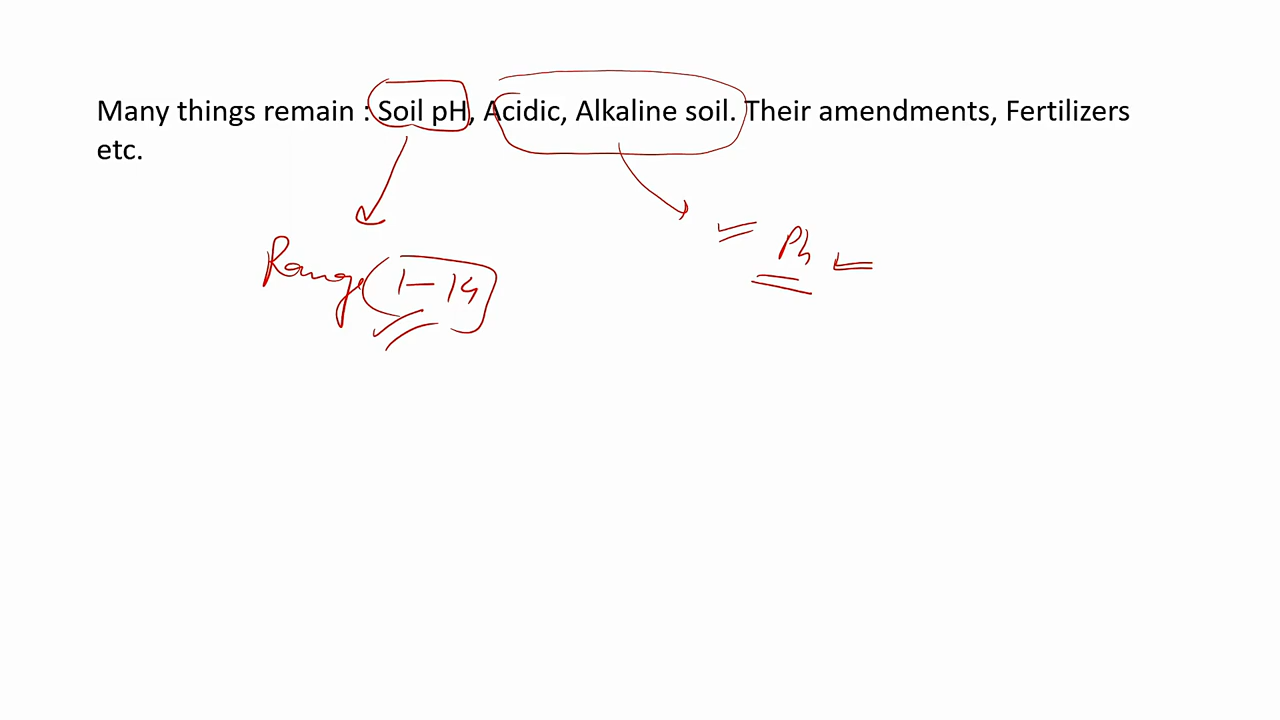 Many things remain : Soil pH, Acidic, Alkaline soil. Their amendments, Fertilizers
etc.
Range 1-14
Ph